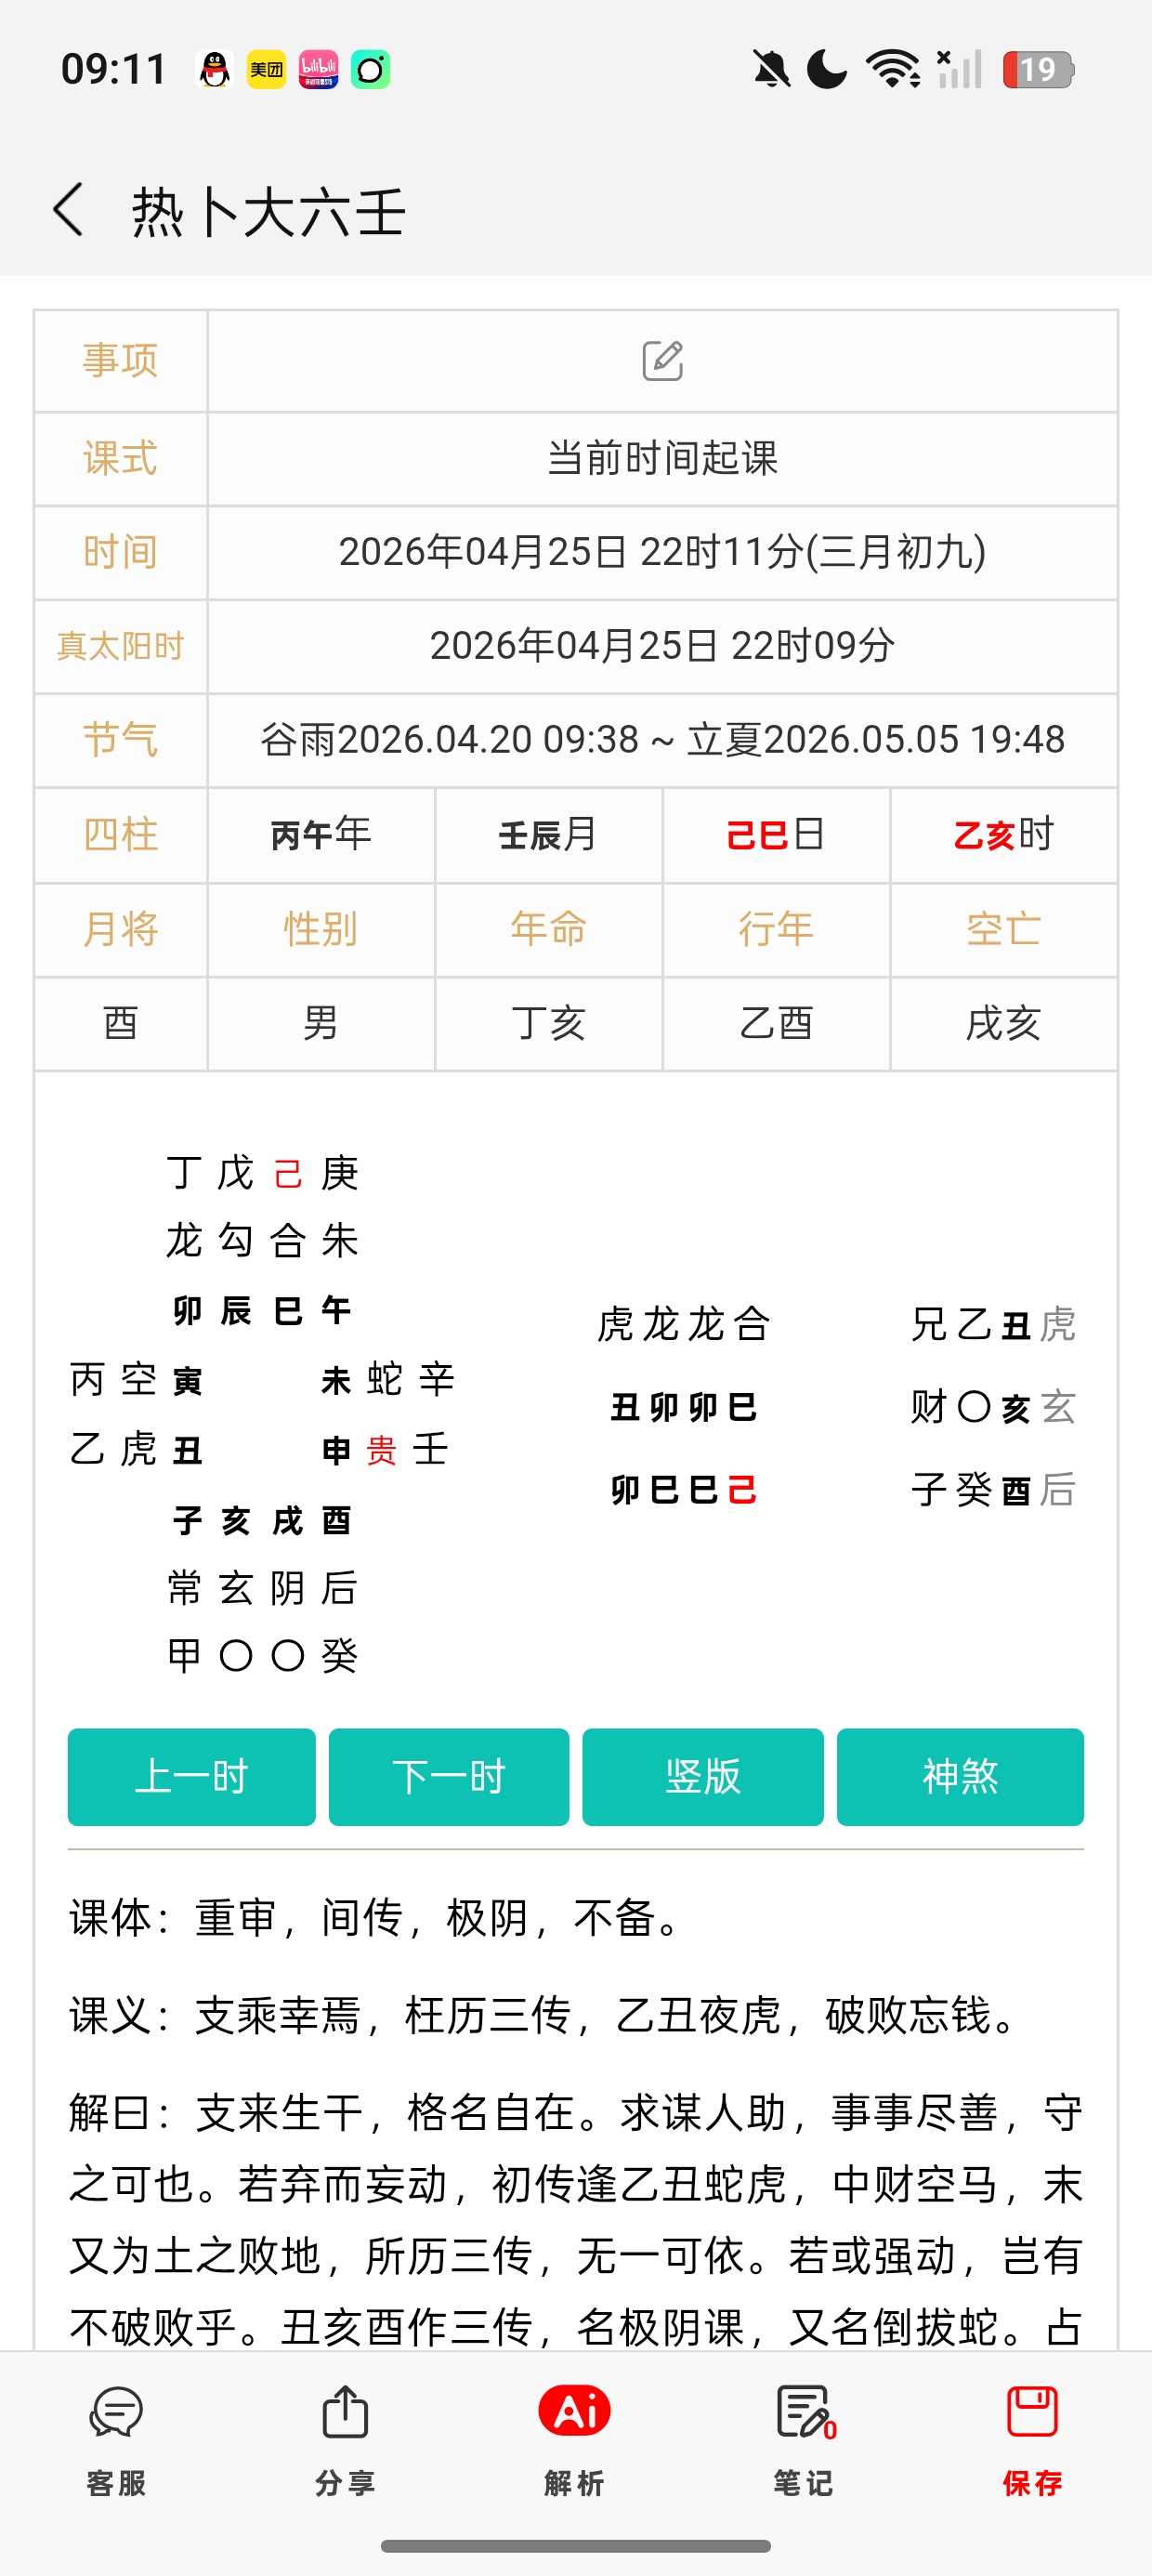 09:11 美团 bilibili 19
热卜大六壬
事项
课式 当前时间起课
时间 2026年04月25日 22时11分(三月初九)
真太阳时 2026年04月25日 22时09分
节气 谷雨2026.04.20 09:38 ~ 立夏2026.05.05 19:48
四柱 丙午年 壬辰月 己巳日 乙亥时
月将 性别 年命 行年 空亡
酉 男 丁亥 乙酉 戌亥
丁 戊 己 庚
龙 勾 合 朱
卯 辰 巳 午
丙 空 寅 未 蛇 辛
乙 虎 丑 申 贵 壬
子 亥 戌 酉
常 玄 阴 后
甲 〇 〇 癸
虎 龙 龙 合
丑 卯 卯 巳
卯 巳 巳 己
兄 乙 丑 虎
财 〇 亥 玄
子 癸 酉 后
上一时 下一时 竖版 神煞
课体：重审，间传，极阴，不备。
课义：支乘幸焉，枉历三传，乙丑夜虎，破败忘钱。
解曰：支来生干，格名自在。求谋人助，事事尽善，守
之可也。若弃而妄动，初传逢乙丑蛇虎，中财空马，末
又为土之败地，所历三传，无一可依。若或强动，岂有
不破败乎。丑亥酉作三传，名极阴课，又名倒拔蛇。占
客服 分享 Ai 解析 笔记 0 保存